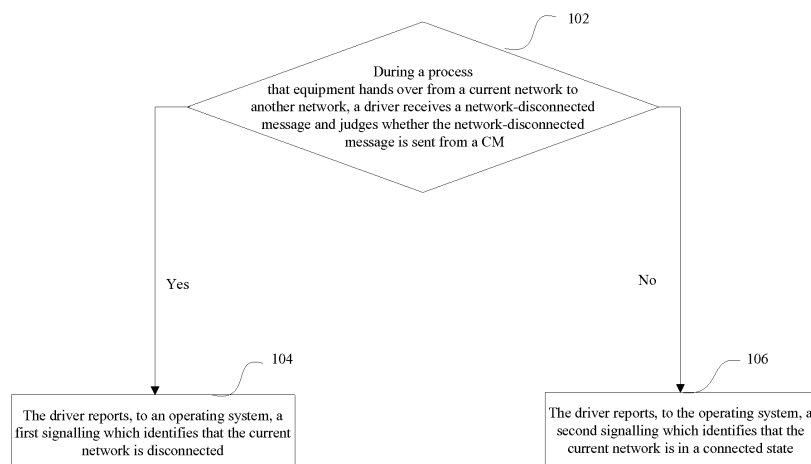 102
During a process
that equipment hands over from a current network to
another network, a driver receives a network-disconnected
message and judges whether the network-disconnected
message is sent from a CM
Yes
No
104
106
The driver reports, to an operating system, a
first signalling which identifies that the current
network is disconnected
The driver reports, to the operating system, a
second signalling which identifies that the
current network is in a connected state